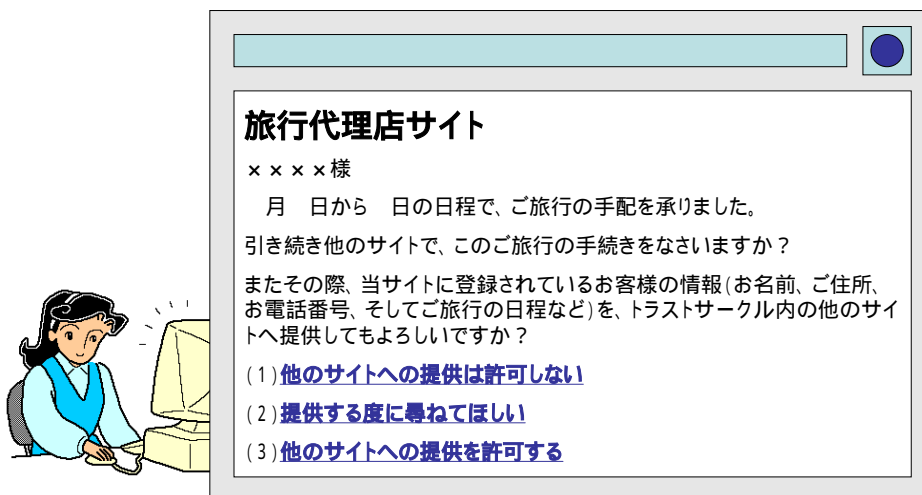 旅行代理店サイト
××××様
月　日から　日の日程で、ご旅行の手配を承りました。
引き続き他のサイトで、このご旅行の手続きをなさいますか？
またその際、当サイトに登録されているお客様の情報(お名前、ご住所、
お電話番号、そしてご旅行の日程など)を、トラストサークル内の他のサイ
トへ提供してもよろしいですか？
(1)他のサイトへの提供は許可しない
(2)提供する度に尋ねてほしい
(3)他のサイトへの提供を許可する